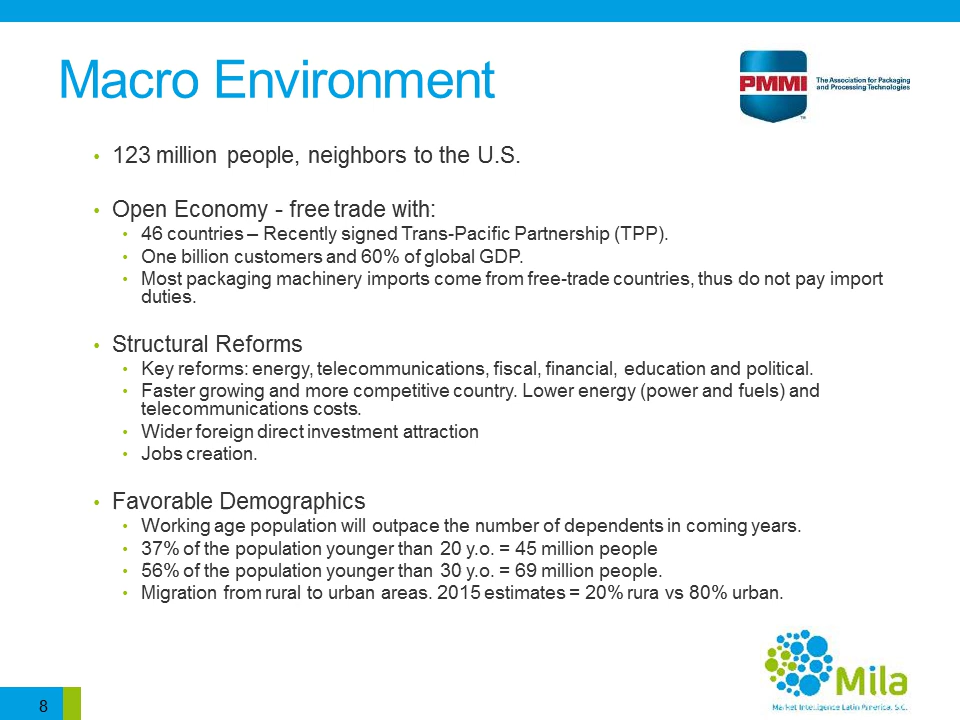 Macro Environment
PMMI
The Association for Packaging
and Processing Technologies
TM
• 123 million people, neighbors to the U.S.
• Open Economy - free trade with:
• 46 countries – Recently signed Trans-Pacific Partnership (TPP).
• One billion customers and 60% of global GDP.
• Most packaging machinery imports come from free-trade countries, thus do not pay import
duties.
• Structural Reforms
• Key reforms: energy, telecommunications, fiscal, financial, education and political.
• Faster growing and more competitive country. Lower energy (power and fuels) and
telecommunications costs.
• Wider foreign direct investment attraction
• Jobs creation.
• Favorable Demographics
• Working age population will outpace the number of dependents in coming years.
• 37% of the population younger than 20 y.o. = 45 million people
• 56% of the population younger than 30 y.o. = 69 million people.
• Migration from rural to urban areas. 2015 estimates = 20% rura vs 80% urban.
Mila
Market Intelligence Latin America, S.C.
8